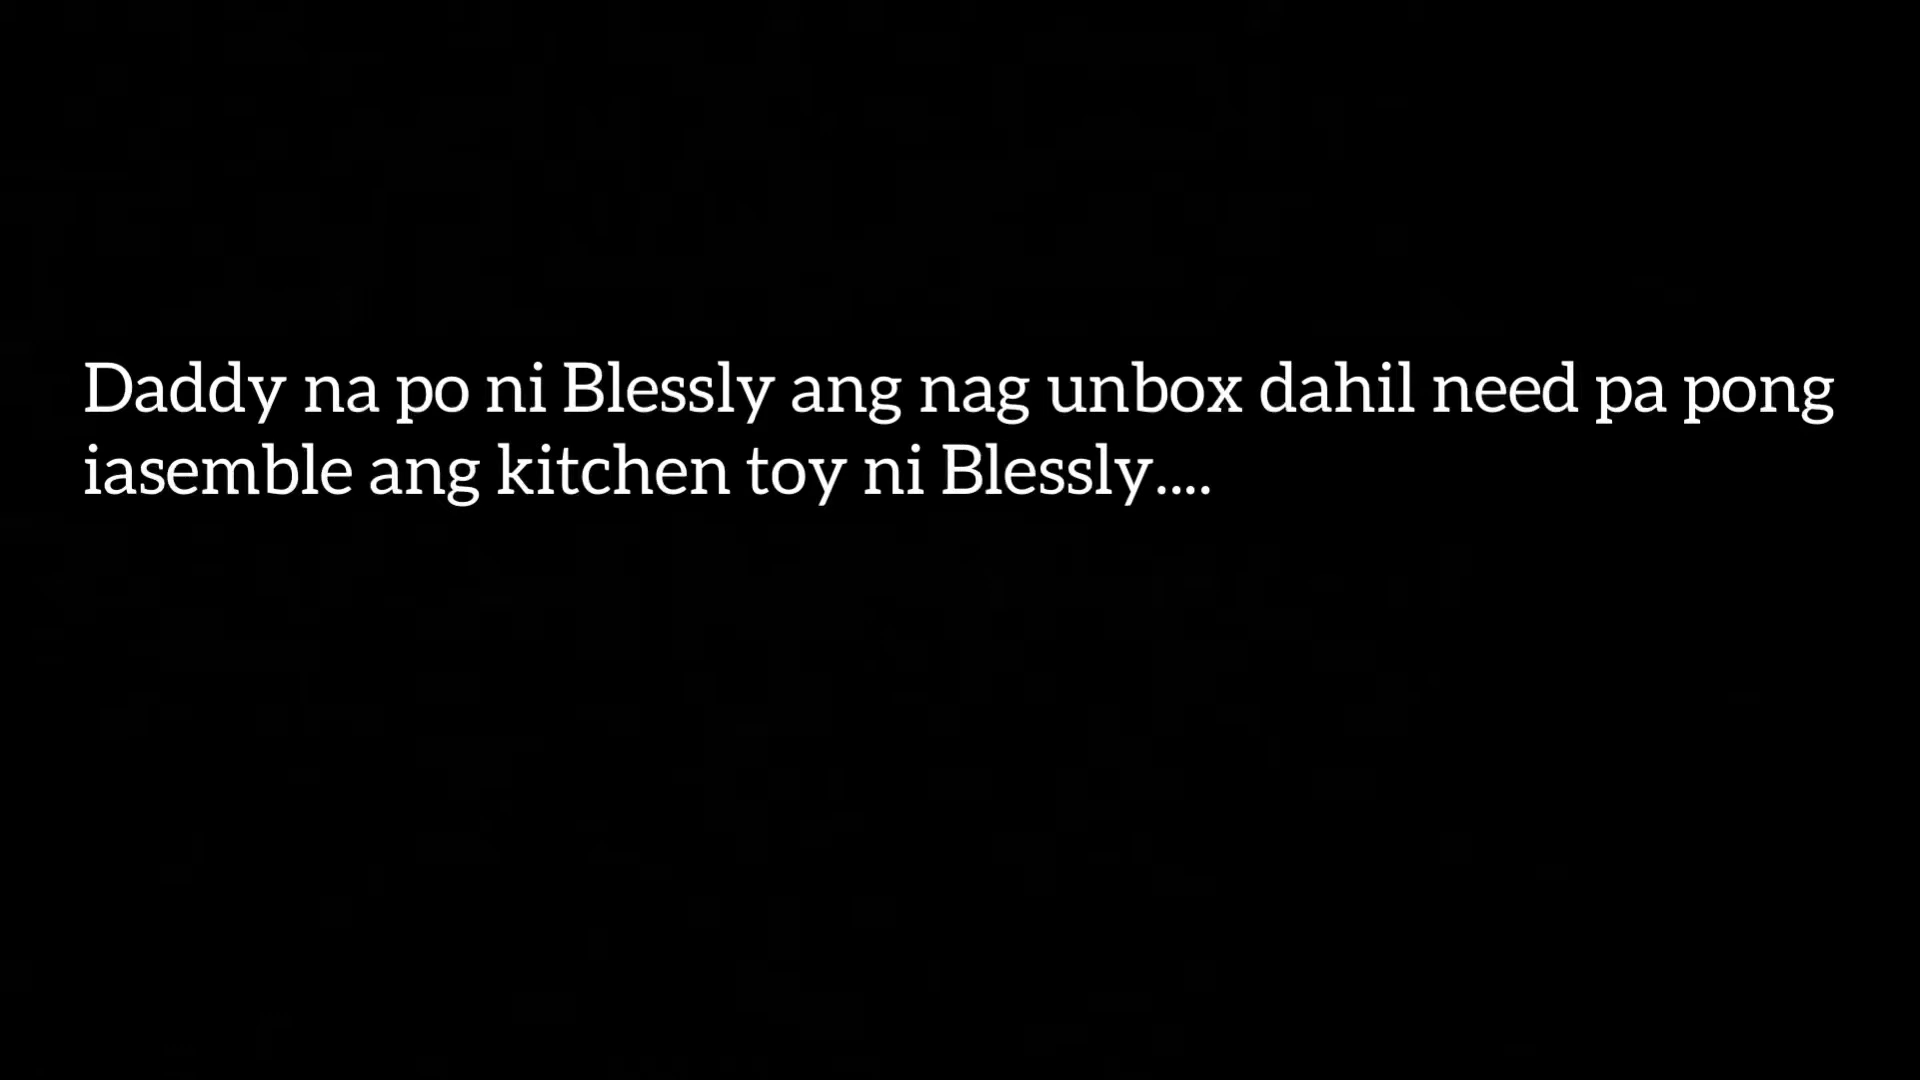 Daddy na po ni Blessly ang nag unbox dahil need pa pong
iasemble ang kitchen toy ni Blessly....